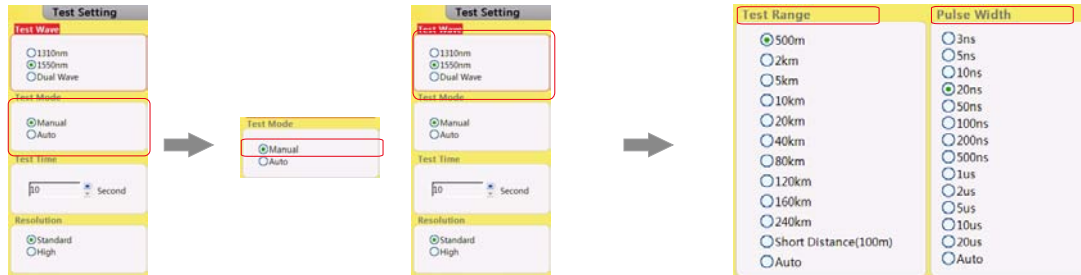 Test Setting
Test Wave
1310nm
1550nm
Dual Wave
Test Mode
Manual
Auto
Test Time
10 Second
Resolution
Standard
High
Test Mode
Manual
Auto
Test Setting
Test Wave
1310nm
1550nm
Dual Wave
Test Mode
Manual
Auto
Test Time
10 Second
Resolution
Standard
High
Test Range
500m
2km
5km
10km
20km
40km
80km
120km
160km
240km
Short Distance(100m)
Auto
Pulse Width
3ns
5ns
10ns
20ns
50ns
100ns
200ns
500ns
1us
2us
5us
10us
20us
Auto